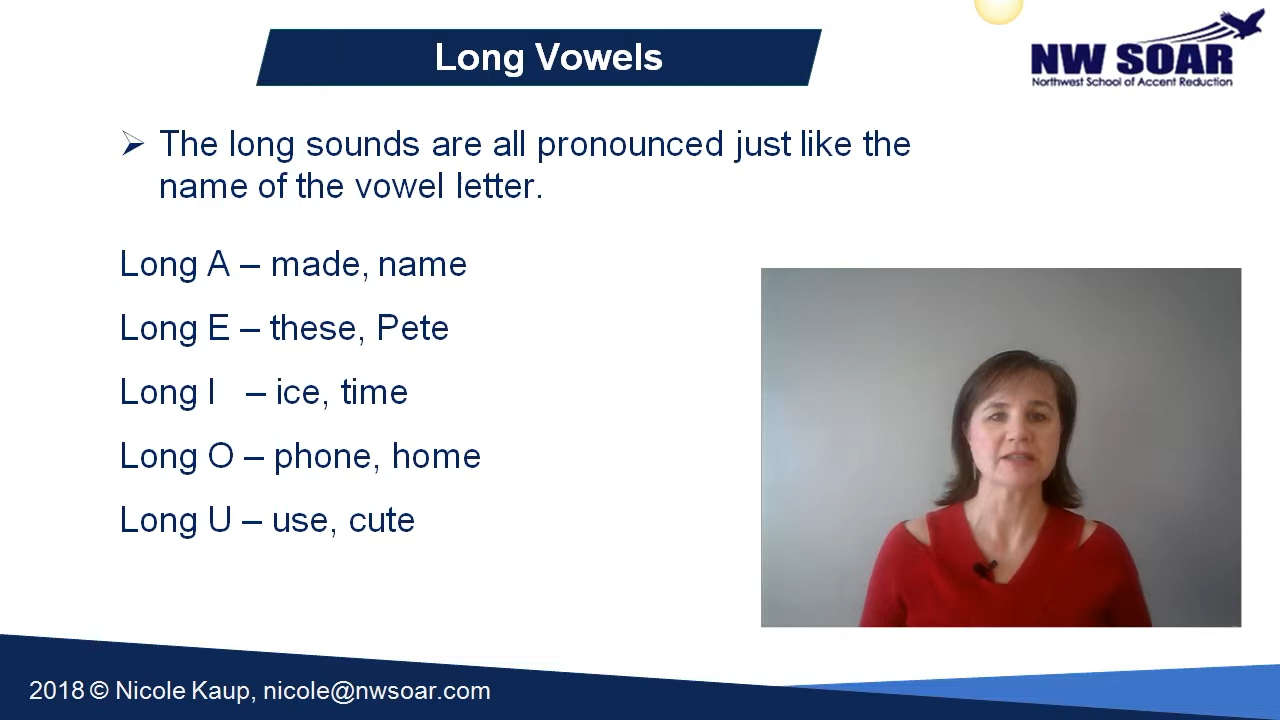 Long Vowels
NW SOAR
Northwest School of Accent Reduction
➢ The long sounds are all pronounced just like the
name of the vowel letter.
Long A – made, name
Long E – these, Pete
Long I – ice, time
Long O – phone, home
Long U – use, cute
2018 © Nicole Kaup, nicole@nwsoar.com